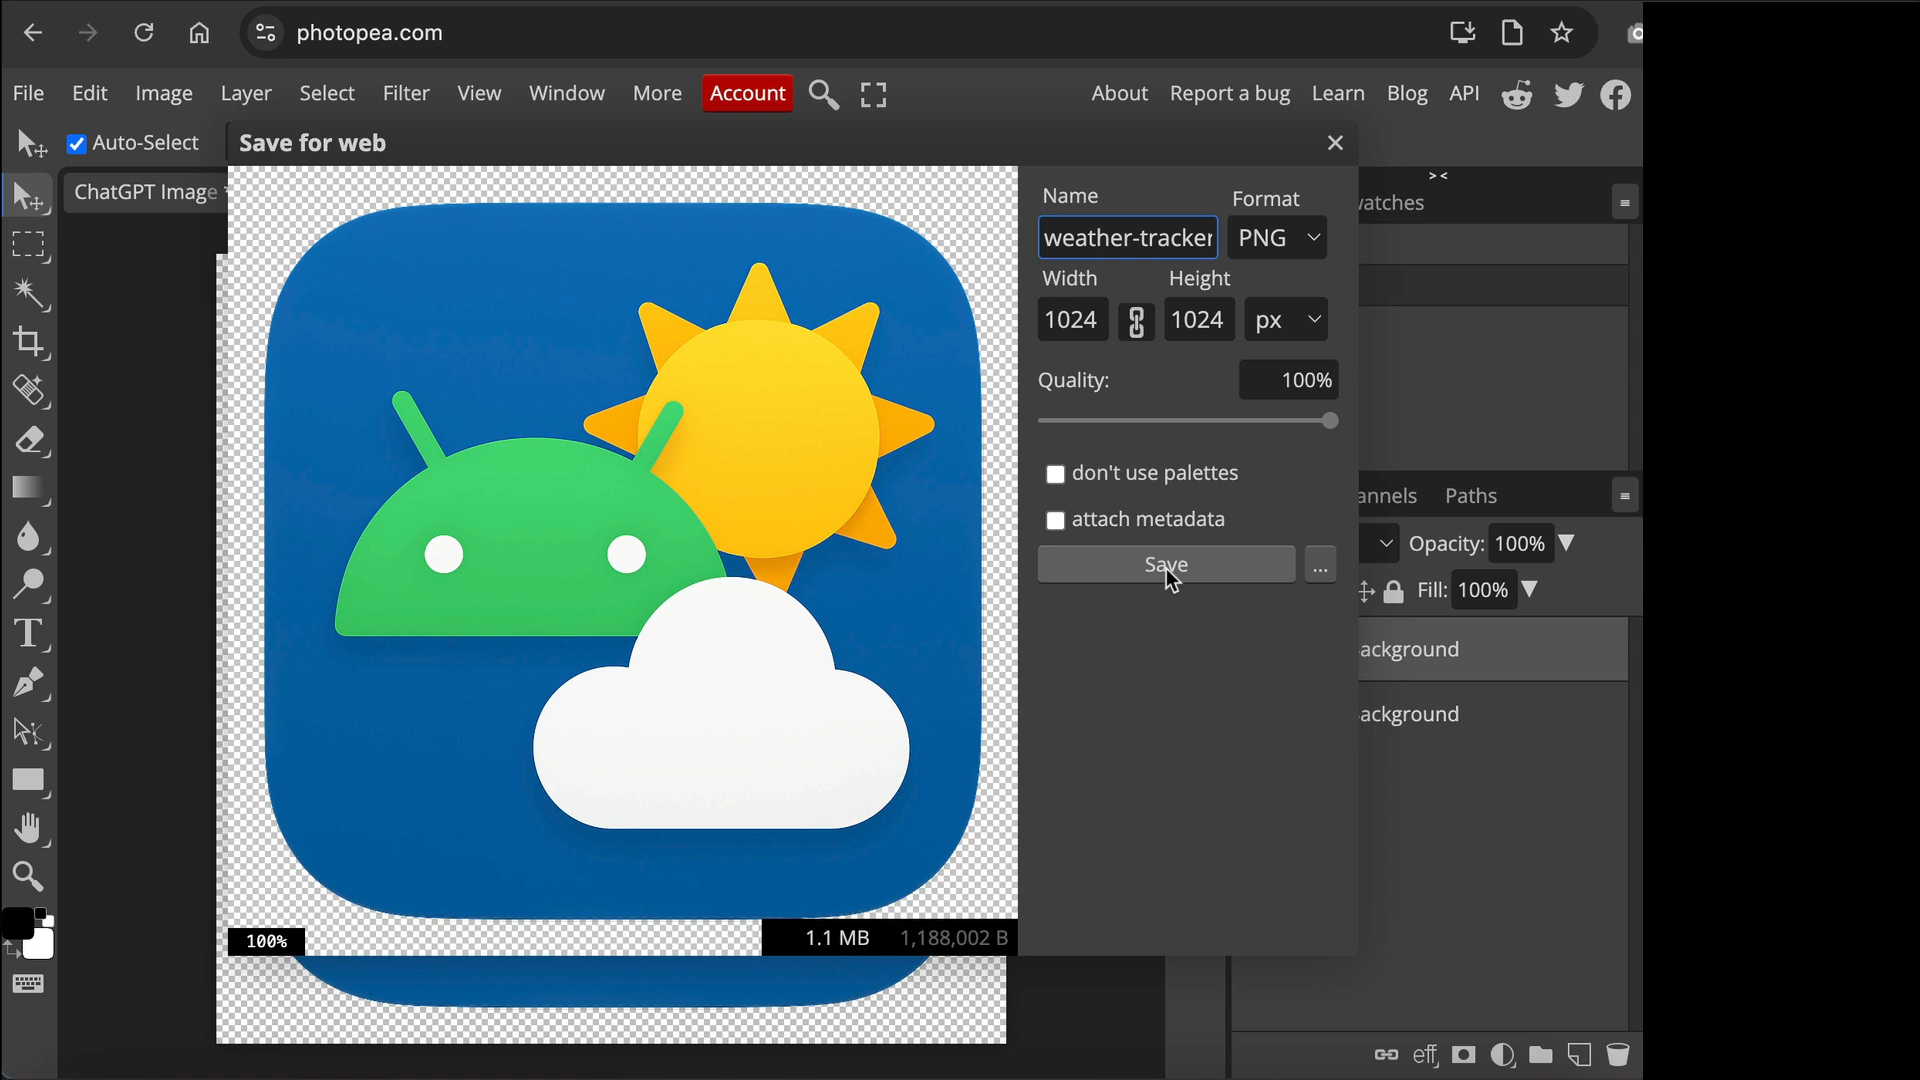 photopea.com
File Edit Image Layer Select Filter View Window More Account About Report a bug Learn Blog API
Auto-Select
Save for web
ChatGPT Image
Name Format
watches
weather-tracker PNG
Width Height
1024 1024 px
Quality: 100%
don't use palettes
annels Paths
attach metadata
Opacity: 100%
Save ...
Fill: 100%
ackground
ackground
100% 1.1 MB 1,188,002 B
eff